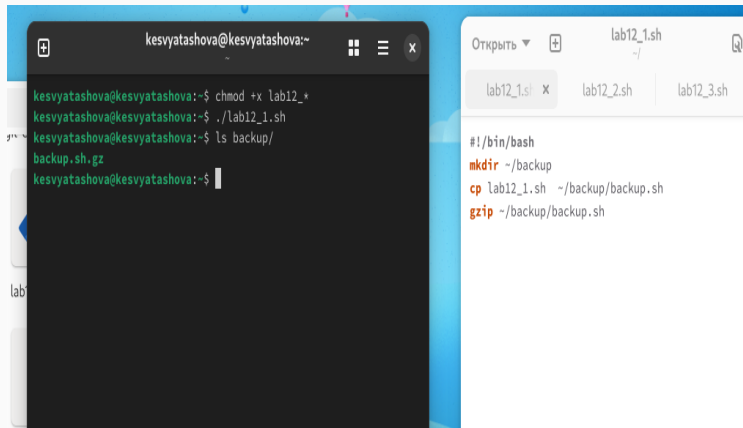 kesvyatashova@kesvyatashova:~
~
kesvyatashova@kesvyatashova:~$ chmod +x lab12_*
kesvyatashova@kesvyatashova:~$ ./lab12_1.sh
kesvyatashova@kesvyatashova:~$ ls backup/
backup.sh.gz
kesvyatashova@kesvyatashova:~$
Открыть
lab12_1.sh
~/
lab12_1.sh
lab12_2.sh
lab12_3.sh
#!/bin/bash
mkdir ~/backup
cp lab12_1.sh  ~/backup/backup.sh
gzip ~/backup/backup.sh